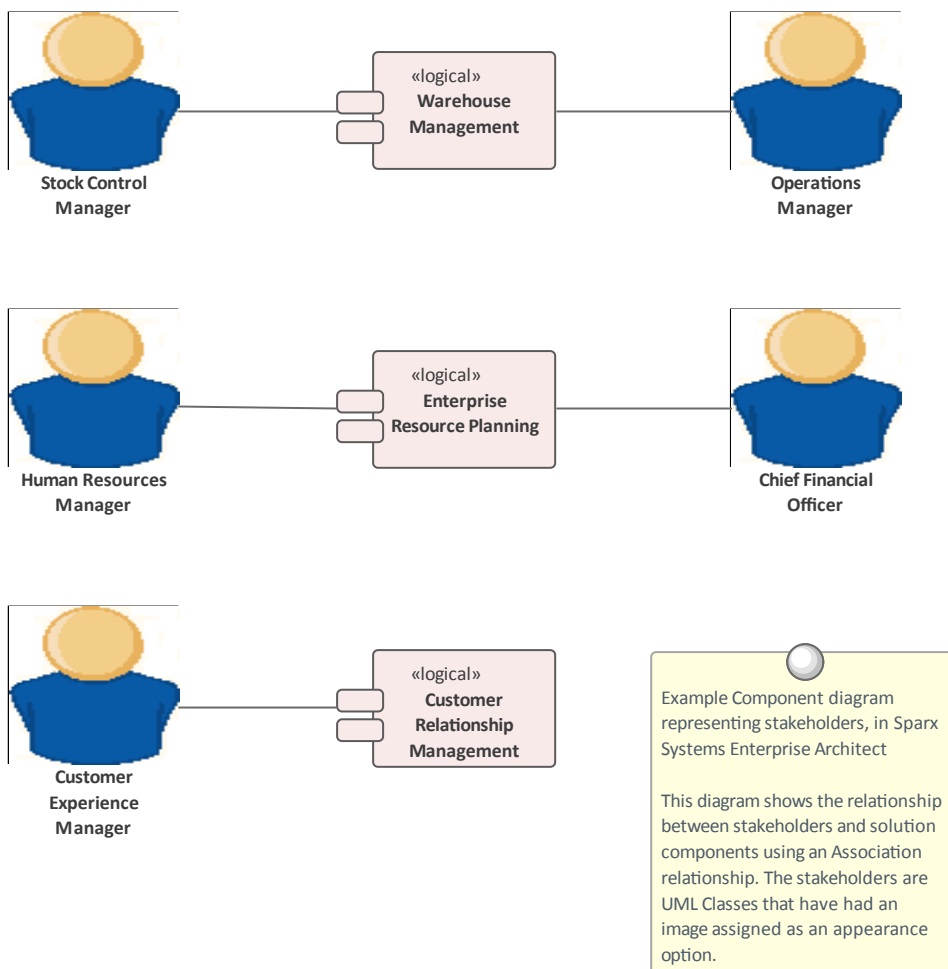 «logical»
Warehouse
Management
Stock Control
Manager
Operations
Manager
«logical»
Enterprise
Resource Planning
Human Resources
Manager
Chief Financial
Officer
«logical»
Customer
Relationship
Management
Customer
Experience
Manager
Example Component diagram
representing stakeholders, in Sparx
Systems Enterprise Architect
This diagram shows the relationship
between stakeholders and solution
components using an Association
relationship. The stakeholders are
UML Classes that have had an
image assigned as an appearance
option.